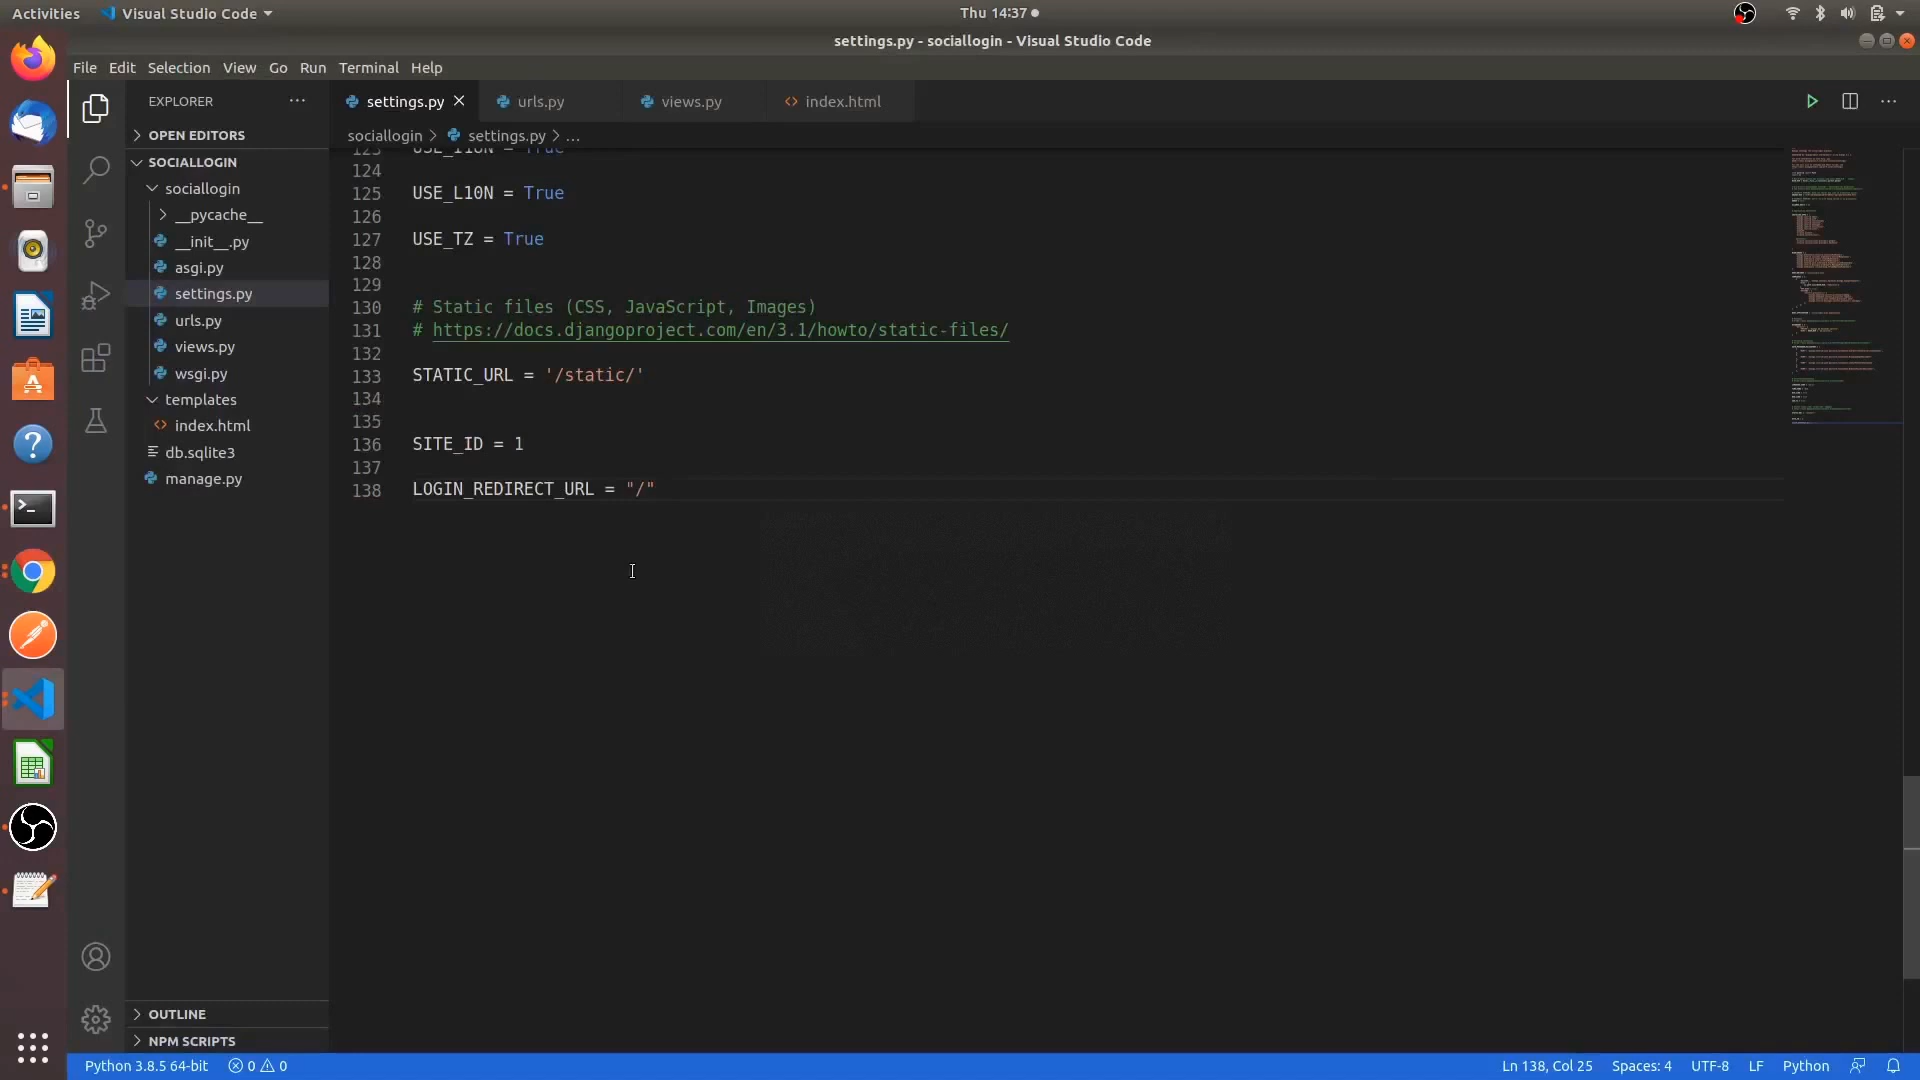 Activities
Visual Studio Code
Thu 14:37
settings.py - sociallogin - Visual Studio Code
File Edit Selection View Go Run Terminal Help
EXPLORER
settings.py
urls.py
views.py
index.html
OPEN EDITORS
sociallogin > settings.py > ...
SOCIALLOGIN
sociallogin
__pycache__
__init__.py
asgi.py
settings.py
urls.py
views.py
wsgi.py
templates
index.html
db.sqlite3
manage.py
123 USE_I18N = True
124
125 USE_L10N = True
126
127 USE_TZ = True
128
129
130 # Static files (CSS, JavaScript, Images)
131 # https://docs.djangoproject.com/en/3.1/howto/static-files/
132
133 STATIC_URL = '/static/'
134
135
136 SITE_ID = 1
137
138 LOGIN_REDIRECT_URL = "/"
OUTLINE
NPM SCRIPTS
Python 3.8.5 64-bit
0
0
Ln 138, Col 25
Spaces: 4
UTF-8
LF
Python